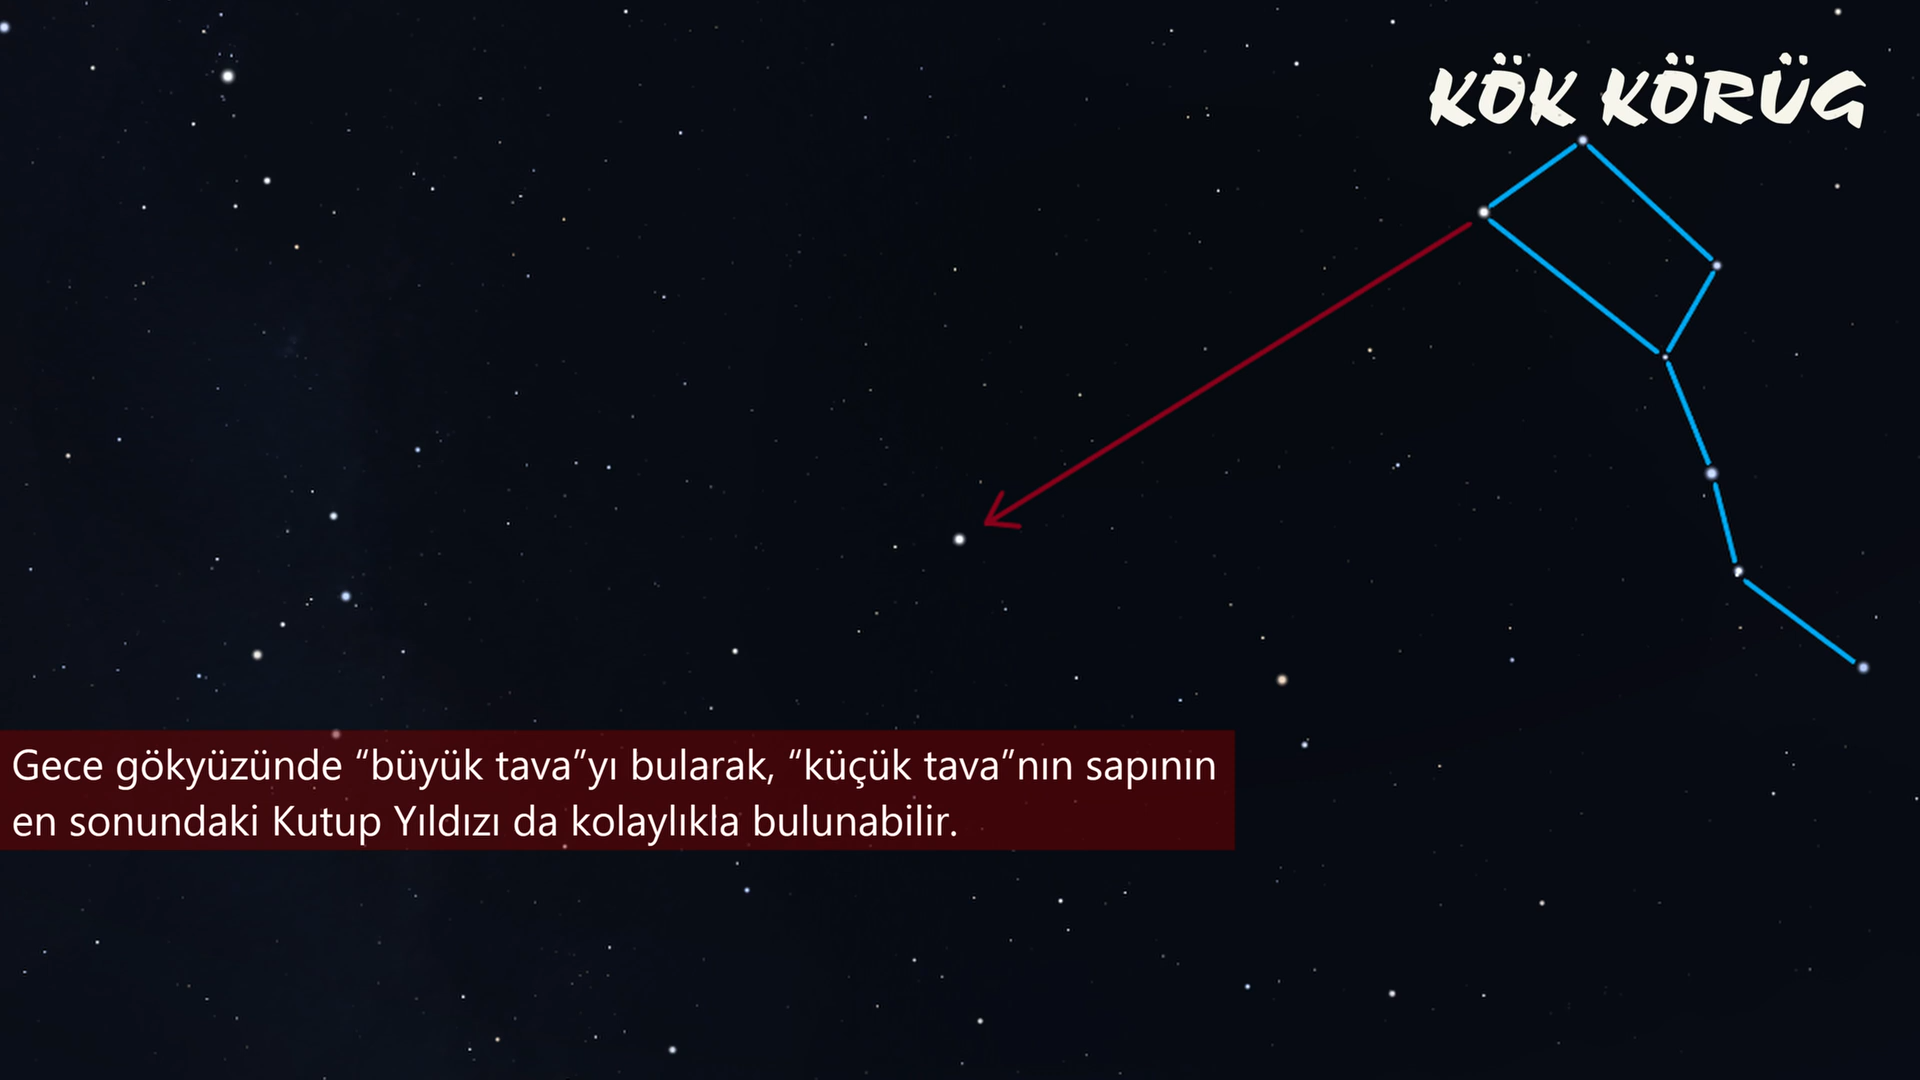 KÖK KÖRÜG
Gece gökyüzünde “büyük tava”yı bularak, “küçük tava”nın sapının
en sonundaki Kutup Yıldızı da kolaylıkla bulunabilir.